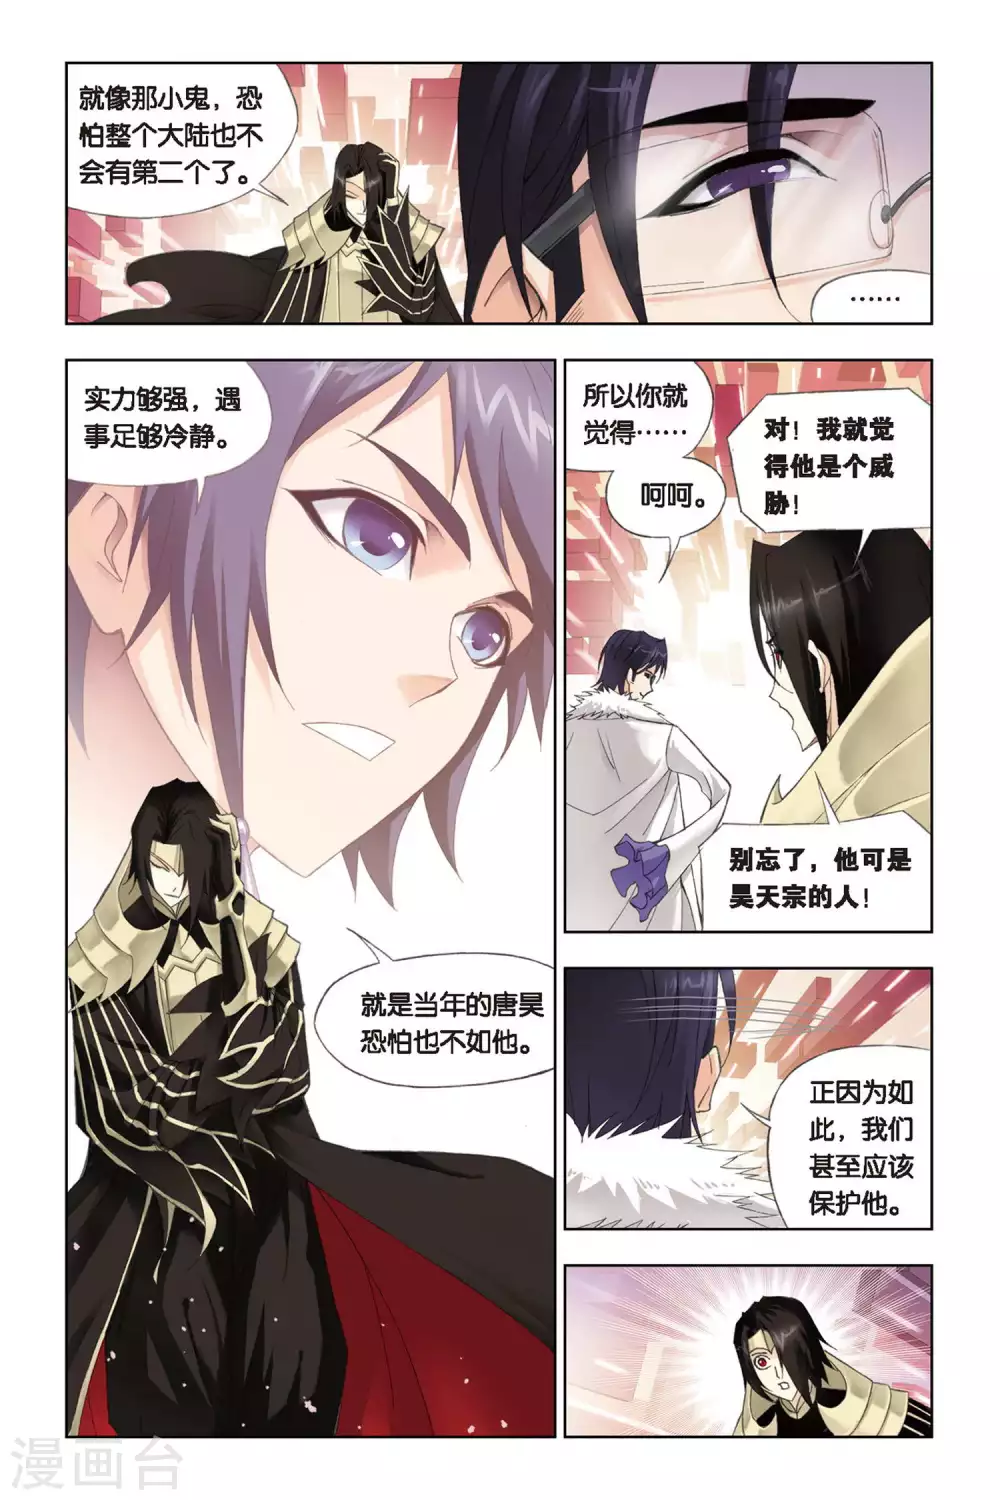 就像那小鬼，恐
怕整个大陆也不
会有第二个了。
……
实力够强，遇
事足够冷静。
就是当年的唐昊
恐怕也不如他。
所以你就
觉得……
呵呵。
对！我就觉
得他是个威
胁！
别忘了，他可是
昊天宗的人！
正因为如
此，我们
甚至应该
保护他。
漫画台